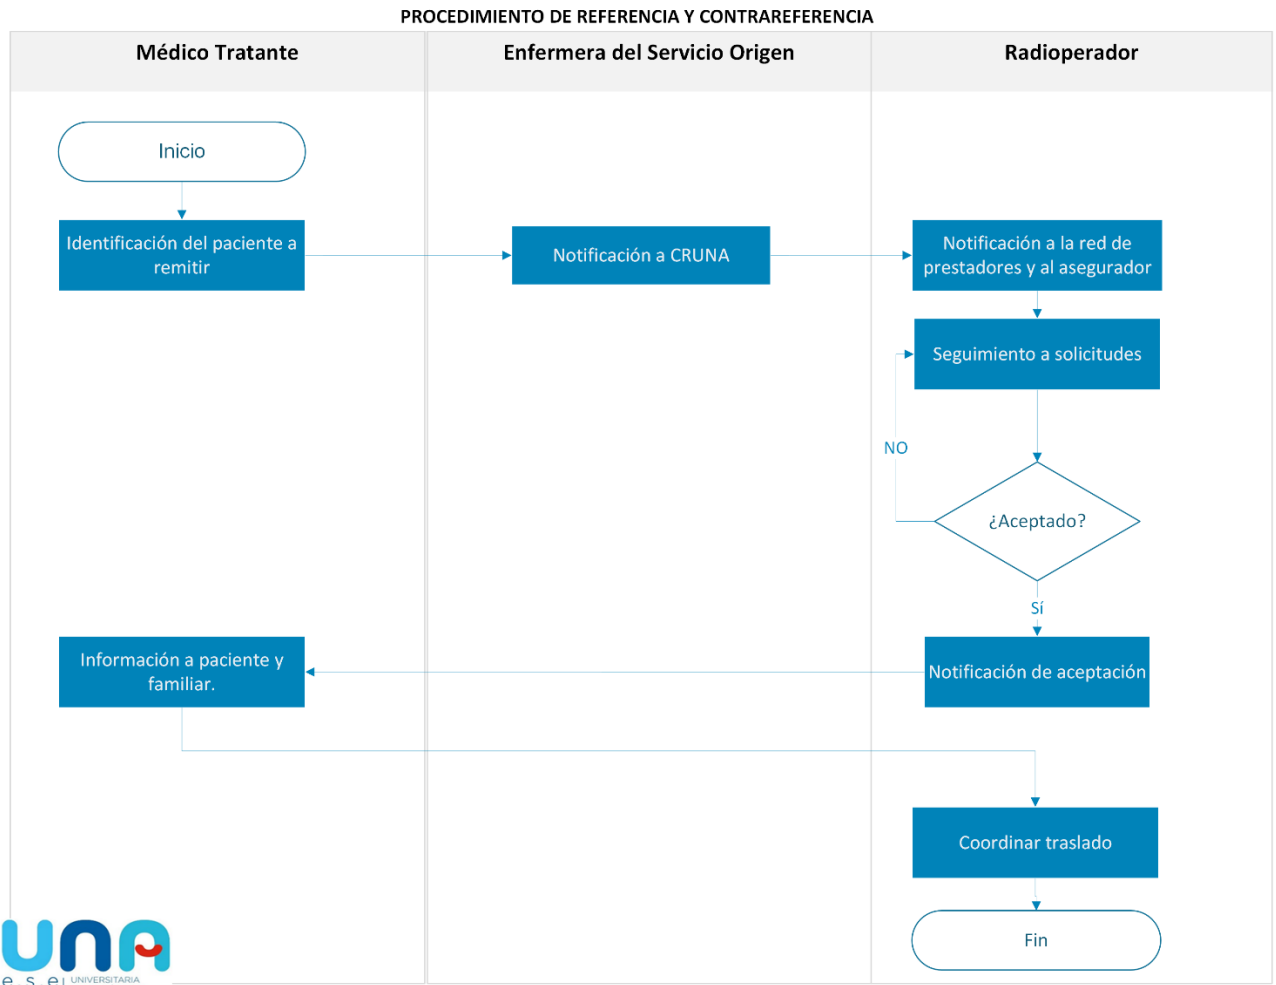 PROCEDIMIENTO DE REFERENCIA Y CONTRAREFERENCIA
Médico Tratante
Enfermera del Servicio Origen
Radioperador
Inicio
Identificación del paciente a
remitir
Notificación a CRUNA
Notificación a la red de
prestadores y al asegurador
Seguimiento a solicitudes
NO
¿Aceptado?
Sí
Información a paciente y
familiar.
Notificación de aceptación
Coordinar traslado
Fin
UNA
e.s.e. UNIVERSITARIA